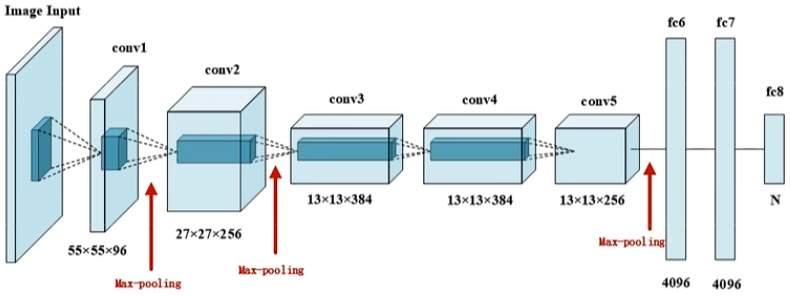 Image Input
conv1
conv2
conv3
conv4
conv5
fc6
fc7
fc8
55×55×96
27×27×256
13×13×384
13×13×384
13×13×256
4096
4096
N
Max-pooling
Max-pooling
Max-pooling